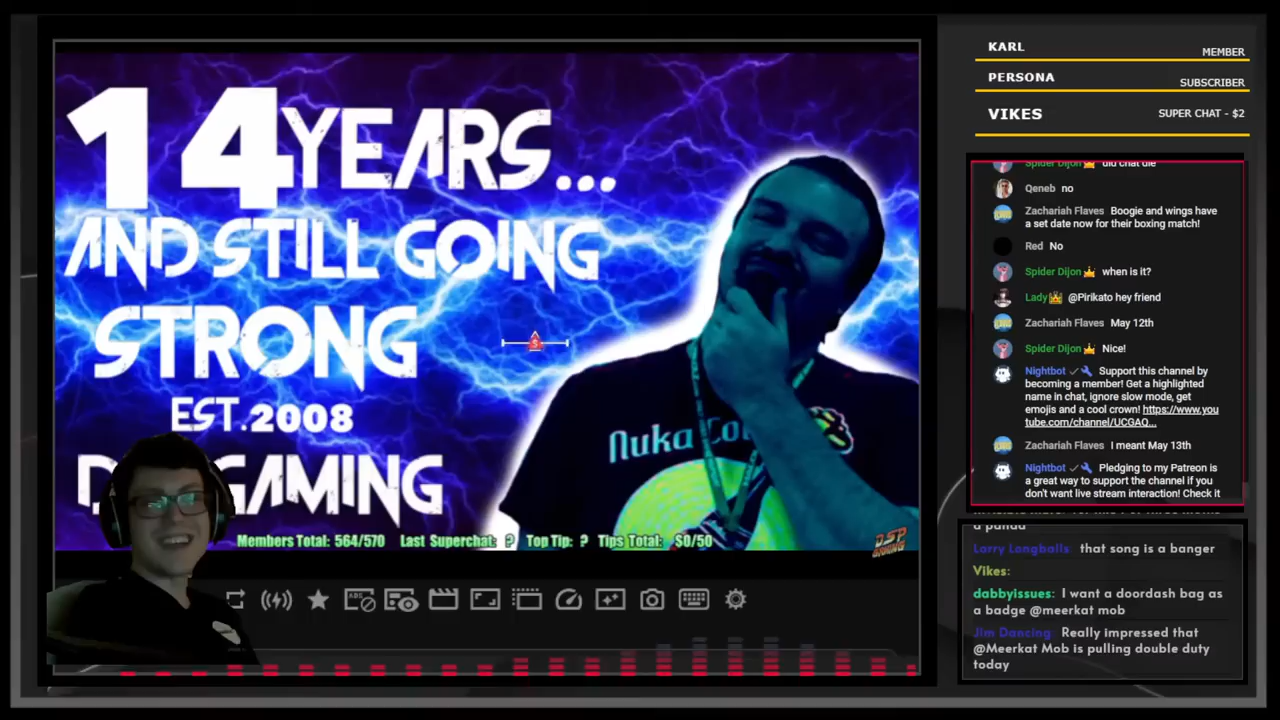 14 YEARS...
AND STILL GOING
STRONG
EST.2008
GAMING
Nuka
Members Total: 564/570 Last Superchat: ? Top Tip: ? Tips Total: $0/50
DSP
GAMING
ABC
KARL MEMBER
PERSONA SUBSCRIBER
VIKES SUPER CHAT - $2
Spider Dijon did chat die
Qeneb no
Zachariah Flaves Boogie and wings have
a set date now for their boxing match!
Red No
Spider Dijon when is it?
Lady @Pirikato hey friend
Zachariah Flaves May 12th
Spider Dijon Nice!
Nightbot Support this channel by
becoming a member! Get a highlighted
name in chat, ignore slow mode, get
emojis and a cool crown! https://www.you
tube.com/channel/UCGAQ...
Zachariah Flaves I meant May 13th
Nightbot Pledging to my Patreon is
a great way to support the channel if you
don't want live stream interaction! Check it
a panda
Larry Longballs: that song is a banger
Vikes:
dabbyissues: I want a doordash bag as
a badge @meerkat mob
Jim Dancing: Really impressed that
@Meerkat Mob is pulling double duty
today